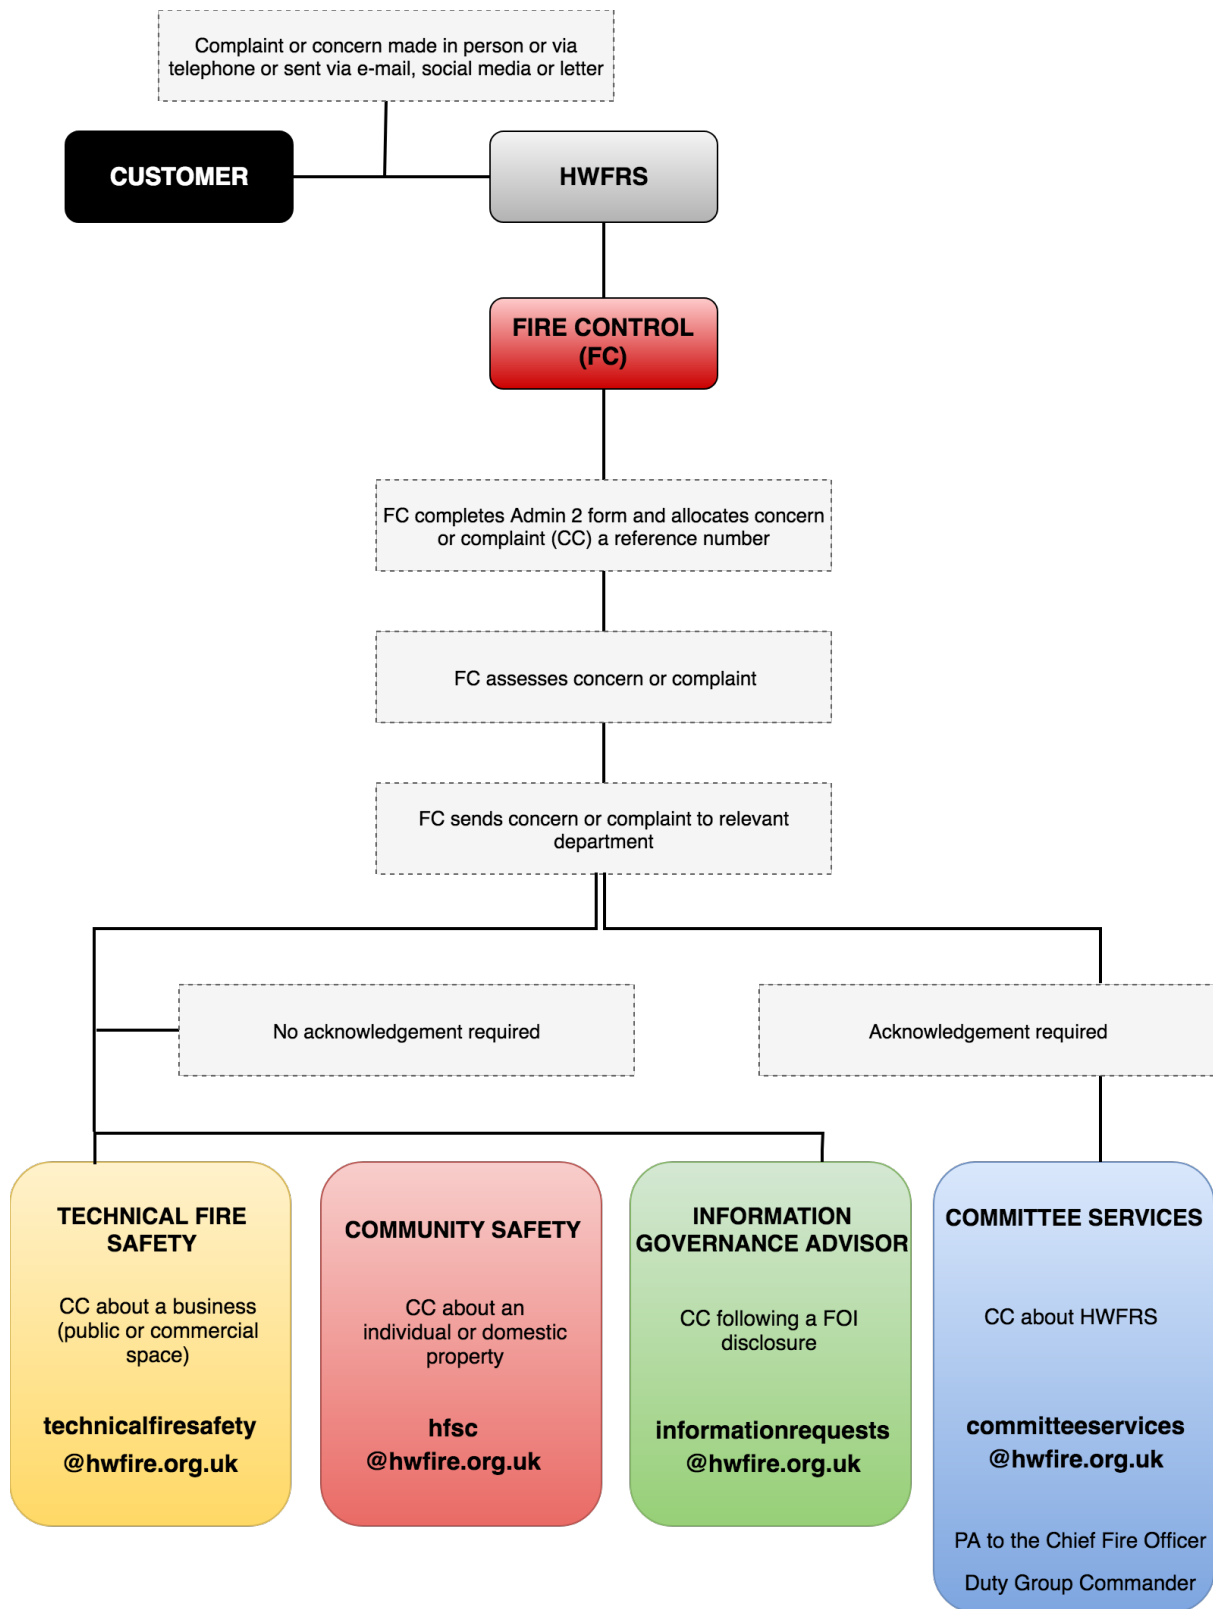 Complaint or concern made in person or via
telephone or sent via e-mail, social media or letter
CUSTOMER
HWFRS
FIRE CONTROL
(FC)
FC completes Admin 2 form and allocates concern
or complaint (CC) a reference number
FC assesses concern or complaint
FC sends concern or complaint to relevant
department
No acknowledgement required
Acknowledgement required
TECHNICAL FIRE
SAFETY
CC about a business
(public or commercial
space)
technicalfiresafety
@hwfire.org.uk
COMMUNITY SAFETY
CC about an
individual or domestic
property
hfsc
@hwfire.org.uk
INFORMATION
GOVERNANCE ADVISOR
CC following a FOI
disclosure
informationrequests
@hwfire.org.uk
COMMITTEE SERVICES
CC about HWFRS
committeeservices
@hwfire.org.uk
PA to the Chief Fire Officer
Duty Group Commander